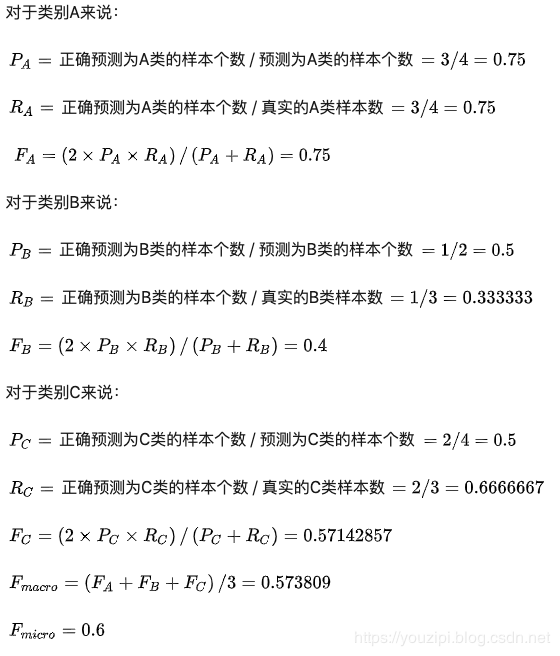 对于类别A来说：
P_A = 正确预测为A类的样本个数 / 预测为A类的样本个数 = 3/4 = 0.75
R_A = 正确预测为A类的样本个数 / 真实的A类样本数 = 3/4 = 0.75
F_A = (2 × P_A × R_A) / (P_A + R_A) = 0.75
对于类别B来说：
P_B = 正确预测为B类的样本个数 / 预测为B类的样本个数 = 1/2 = 0.5
R_B = 正确预测为B类的样本个数 / 真实的B类样本数 = 1/3 = 0.333333
F_B = (2 × P_B × R_B) / (P_B + R_B) = 0.4
对于类别C来说：
P_C = 正确预测为C类的样本个数 / 预测为C类的样本个数 = 2/4 = 0.5
R_C = 正确预测为C类的样本个数 / 真实的C类样本数 = 2/3 = 0.6666667
F_C = (2 × P_C × R_C) / (P_C + R_C) = 0.57142857
F_macro = (F_A + F_B + F_C) /3 = 0.573809
F_micro = 0.6
https://youzipi.blog.csdn.net